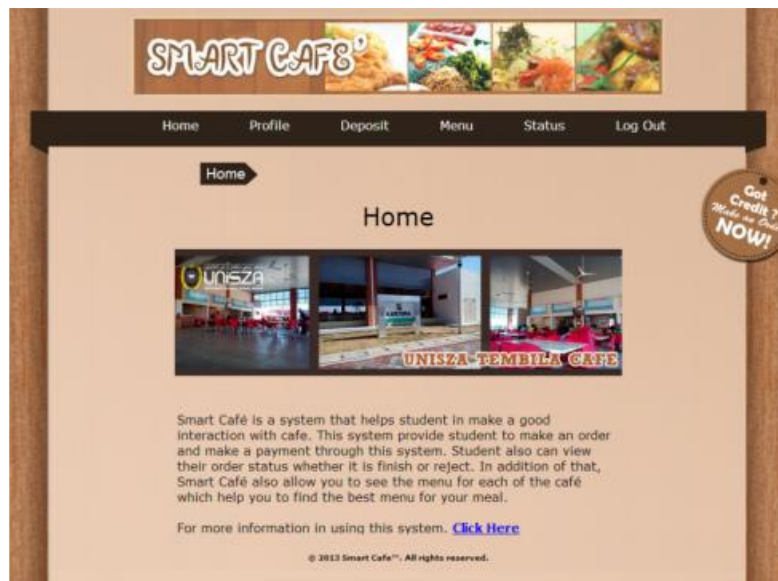 SMART CAFE'
Home Profile Deposit Menu Status Log Out
Home
Got
Credit ?
Make an Order
NOW!
Home
UNISZA
UNISZA TEMBILA CAFE
Smart Café is a system that helps student in make a good
interaction with cafe. This system provide student to make an order
and make a payment through this system. Student also can view
their order status whether it is finish or reject. In addition of that,
Smart Café also allow you to see the menu for each of the café
which help you to find the best menu for your meal.
For more information in using this system. Click Here
© 2013 Smart Cafe™. All rights reserved.